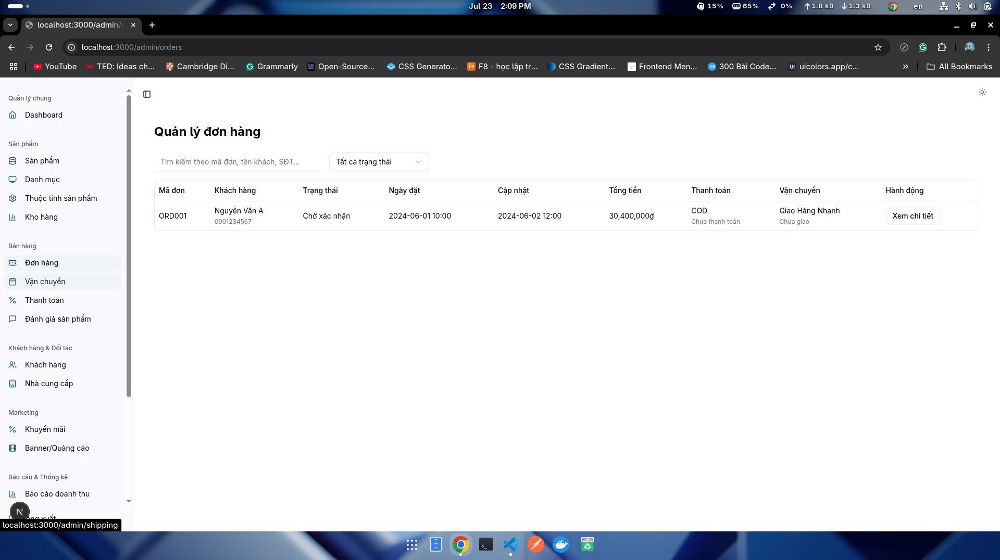 Jul 23 2:09 PM
15% 65% 0% 1.8 kB 1.3 kB en
localhost:3000/admin/
localhost:3000/admin/orders
YouTube TED: Ideas ch... Cambridge Di... Grammarly Open-Source... CSS Generato... F8 - học lập tr... CSS Gradient... Frontend Men... 300 Bài Code... uicolors.app/c... All Bookmarks
Quản lý chung
Dashboard
Sản phẩm
Sản phẩm
Danh mục
Thuộc tính sản phẩm
Kho hàng
Bán hàng
Đơn hàng
Vận chuyển
Thanh toán
Đánh giá sản phẩm
Khách hàng & Đối tác
Khách hàng
Nhà cung cấp
Marketing
Khuyến mãi
Banner/Quảng cáo
Báo cáo & Thống kê
Báo cáo doanh thu
N
localhost:3000/admin/shipping
Quản lý đơn hàng
Tìm kiếm theo mã đơn, tên khách, SĐT...
Tất cả trạng thái
Mã đơn Khách hàng Trạng thái Ngày đặt Cập nhật Tổng tiền Thanh toán Vận chuyển Hành động
ORD001 Nguyễn Văn A Chờ xác nhận 2024-06-01 10:00 2024-06-02 12:00 30,400,000₫ COD Giao Hàng Nhanh Xem chi tiết
0901234567 Chưa thanh toán Chưa giao